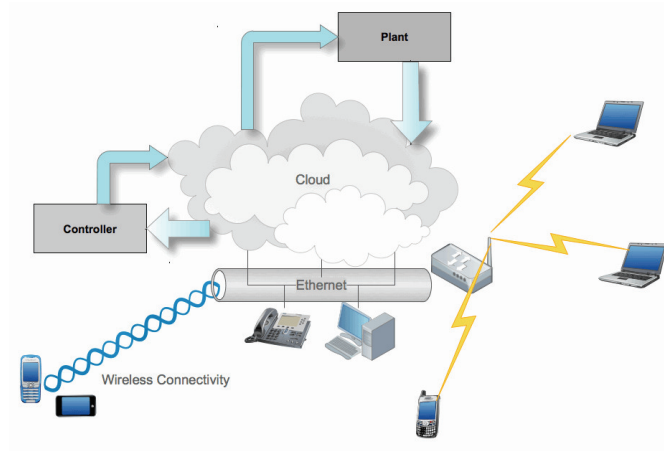 Plant
Cloud
Controller
Ethernet
Wireless Connectivity